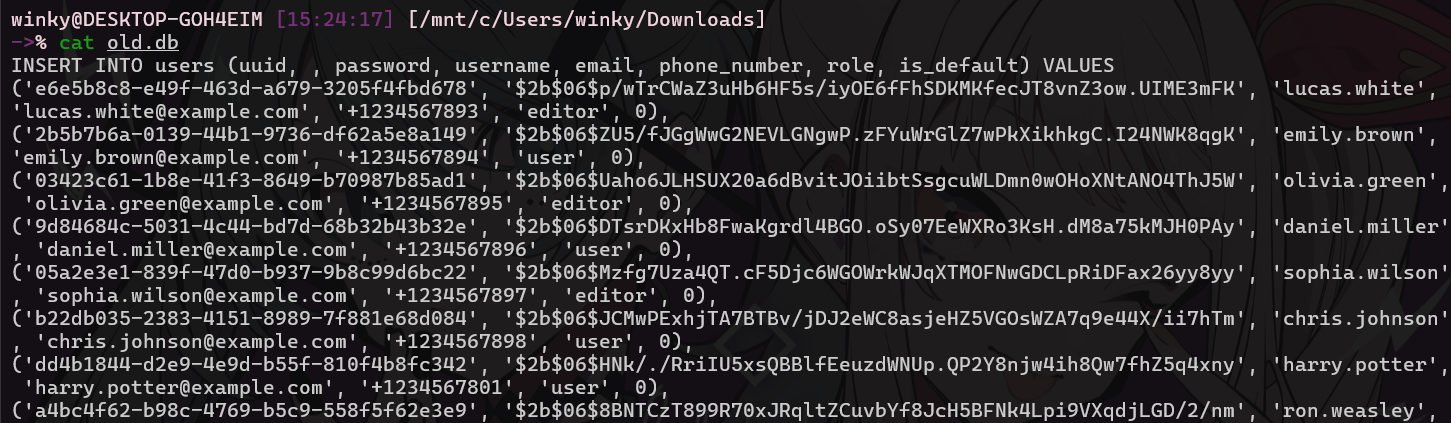 winky@DESKTOP-GOH4EIM [15:24:17] [/mnt/c/Users/winky/Downloads]
->% cat old.db
INSERT INTO users (uuid, , password, username, email, phone_number, role, is_default) VALUES
('e6e5b8c8-e49f-463d-a679-3205f4fbd678', '$2b$06$p/wTrCWaZ3uHb6HF5s/iyOE6fFhSDKMKfecJT8vnZ3ow.UIME3mFK', 'lucas.white',
'lucas.white@example.com', '+1234567893', 'editor', 0),
('2b5b7b6a-0139-44b1-9736-df62a5e8a149', '$2b$06$ZU5/fJGgWwG2NEVLGNgwP.zFYuWrGlZ7wPkXikhkgC.I24NWK8qgK', 'emily.brown',
'emily.brown@example.com', '+1234567894', 'user', 0),
('03423c61-1b8e-41f3-8649-b70987b85ad1', '$2b$06$Uaho6JLHSUX20a6dBvitJOiibtSsgcuWLDmn0wOHoXNtANO4ThJ5W', 'olivia.green',
 'olivia.green@example.com', '+1234567895', 'editor', 0),
('9d84684c-5031-4c44-bd7d-68b32b43b32e', '$2b$06$DTsrDKxHb8FwaKgrdl4BGO.oSy07EeWXRo3KsH.dM8a75kMJH0PAy', 'daniel.miller'
, 'daniel.miller@example.com', '+1234567896', 'user', 0),
('05a2e3e1-839f-47d0-b937-9b8c99d6bc22', '$2b$06$Mzfg7Uza4QT.cF5Djc6WGOWrkWJqXTMOFNwGDCLpRiDFax26yy8yy', 'sophia.wilson'
, 'sophia.wilson@example.com', '+1234567897', 'editor', 0),
('b22db035-2383-4151-8989-7f881e68d084', '$2b$06$JCMwPExhjTA7BTBv/jDJ2eWC8asjeHZ5VGOsWZA7q9e44X/ii7hTm', 'chris.johnson'
, 'chris.johnson@example.com', '+1234567898', 'user', 0),
('dd4b1844-d2e9-4e9d-b55f-810f4b8fc342', '$2b$06$HNk/./RriIU5xsQBBlfEeuzdWNUp.QP2Y8njw4ih8Qw7fhZ5q4xny', 'harry.potter',
 'harry.potter@example.com', '+1234567801', 'user', 0),
('a4bc4f62-b98c-4769-b5c9-558f5f62e3e9', '$2b$06$8BNTCzT899R70xJRqltZCuvbYf8JcH5BFNk4Lpi9VXqdjLGD/2/nm', 'ron.weasley',